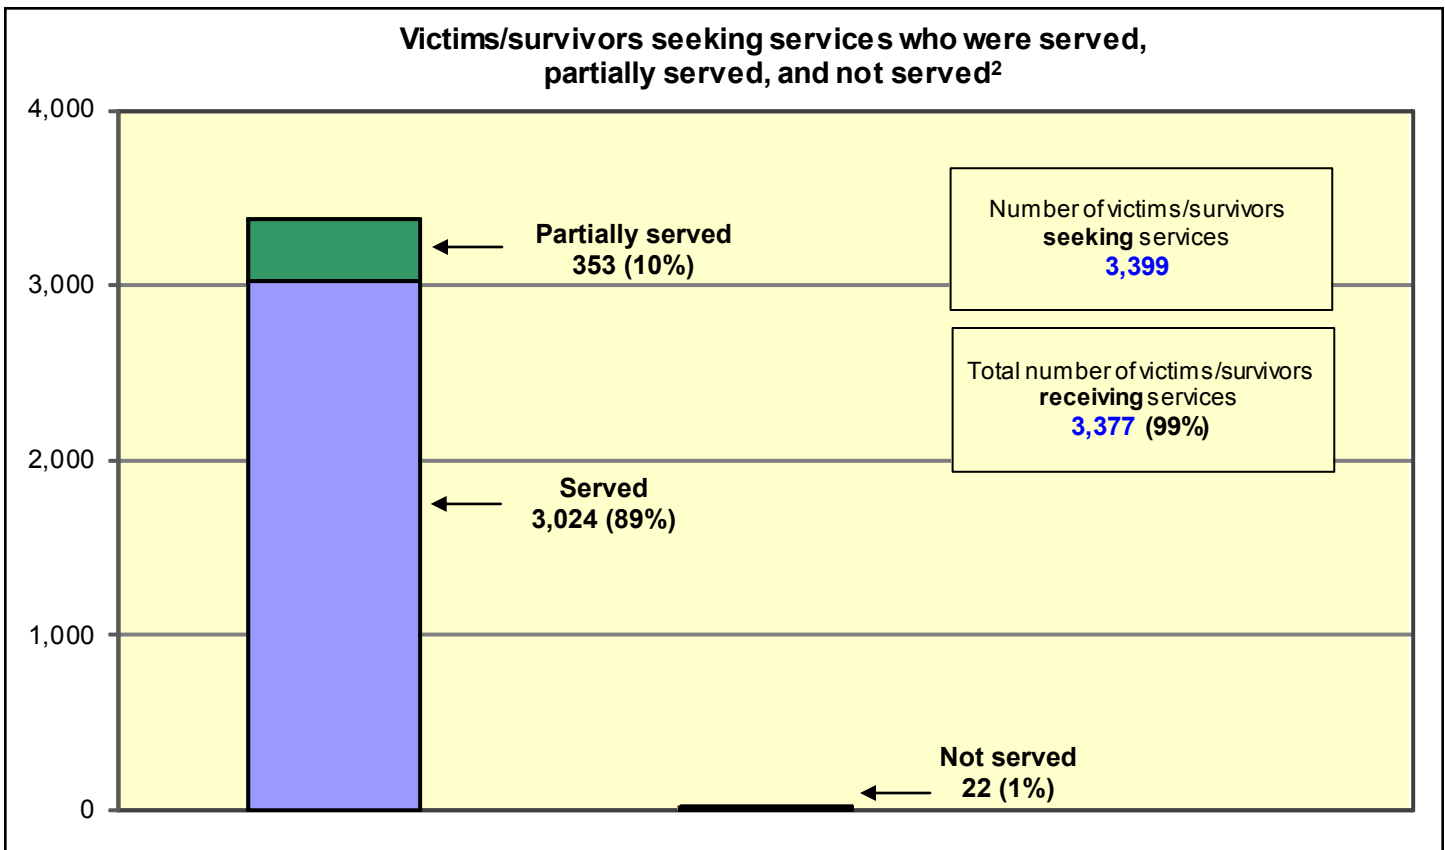 Victims/survivors seeking services who were served,
partially served, and not served²
4,000
3,000
2,000
1,000
0
Partially served
353 (10%)
Served
3,024 (89%)
Not served
22 (1%)
Number of victims/survivors
seeking services
3,399
Total number of victims/survivors
receiving services
3,377 (99%)